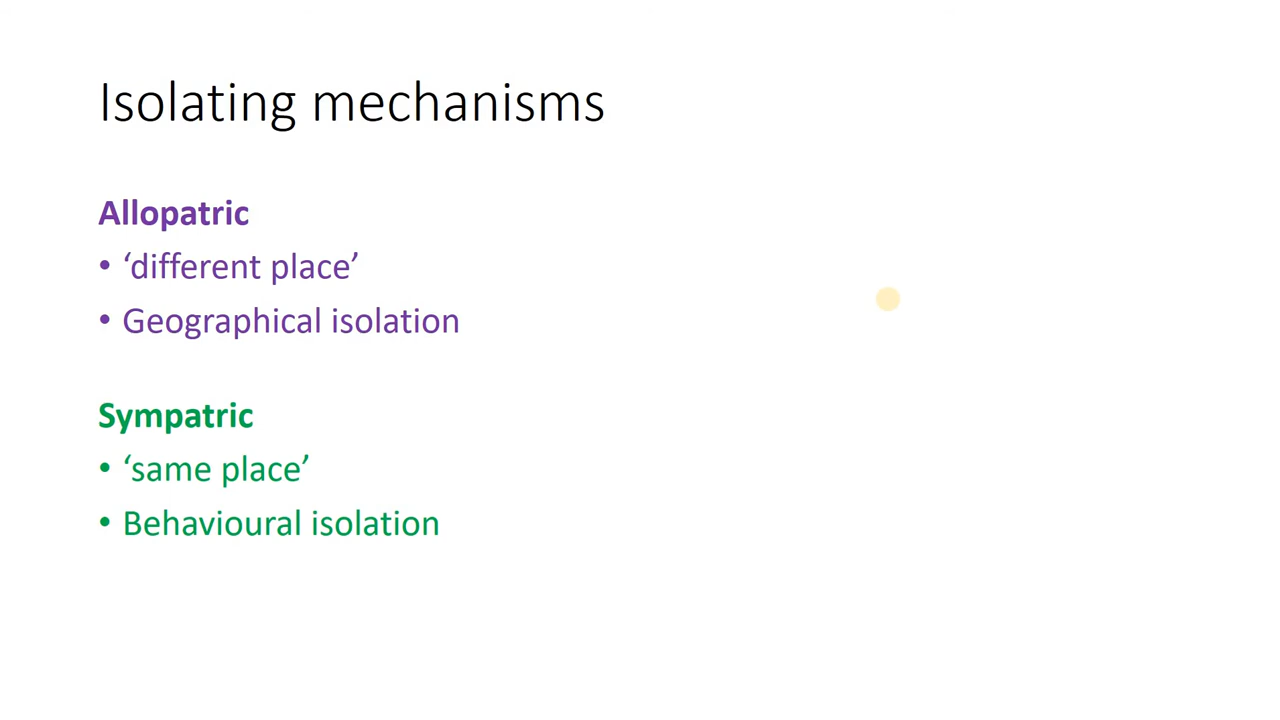 Isolating mechanisms
Allopatric
• ‘different place’
• Geographical isolation
Sympatric
• ‘same place’
• Behavioural isolation